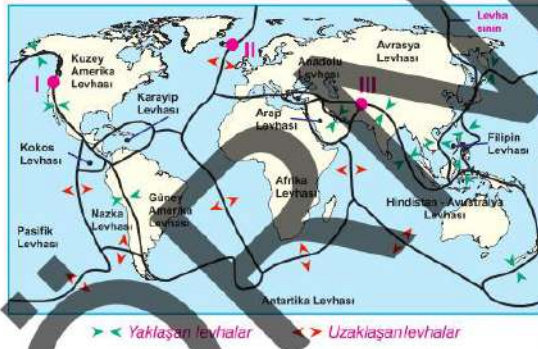 Levha
sınırı
Kuzey
Amerika
Levhası
II
Avrasya
Levhası
Anadolu
Levhası
I
III
Karayip
Levhası
Arap
Levhası
Kokos
Levhası
Filipin
Levhası
Afrika
Levhası
Güney
Amerika
Levhası
Hindistan - Avustralya
Levhası
Nazka
Levhası
Pasifik
Levhası
Antartika Levhası
Yaklaşan levhalar
Uzaklaşan levhalar